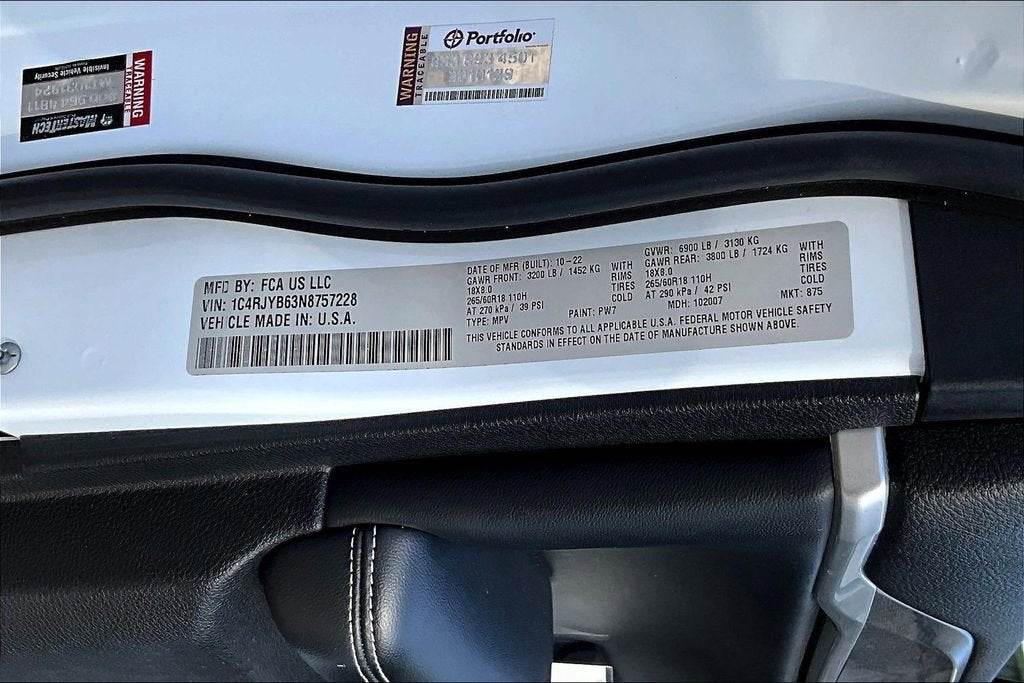 WARNING
TRACEABLE
Portfolio
WARNING
TRACEABLE
Invisible Vehicle Security
MASTERTECH
MFD BY: FCA US LLC
VIN: 1C4RJYB63N8757228
VEHICLE MADE IN: U.S.A.
DATE OF MFR (BUILT): 10-22
GAWR FRONT: 3200 LB / 1452 KG WITH
18X8.0 RIMS
265/60R18 110H TIRES
AT 270 kPa / 39 PSI COLD
TYPE: MPV PAINT: PW7
GVWR: 6900 LB / 3130 KG
GAWR REAR: 3800 LB / 1724 KG WITH
18X8.0 RIMS
265/60R18 110H TIRES
AT 290 kPa / 42 PSI COLD
MDH: 102007 MKT: 875
THIS VEHICLE CONFORMS TO ALL APPLICABLE U.S.A. FEDERAL MOTOR VEHICLE SAFETY
STANDARDS IN EFFECT ON THE DATE OF MANUFACTURE SHOWN ABOVE.